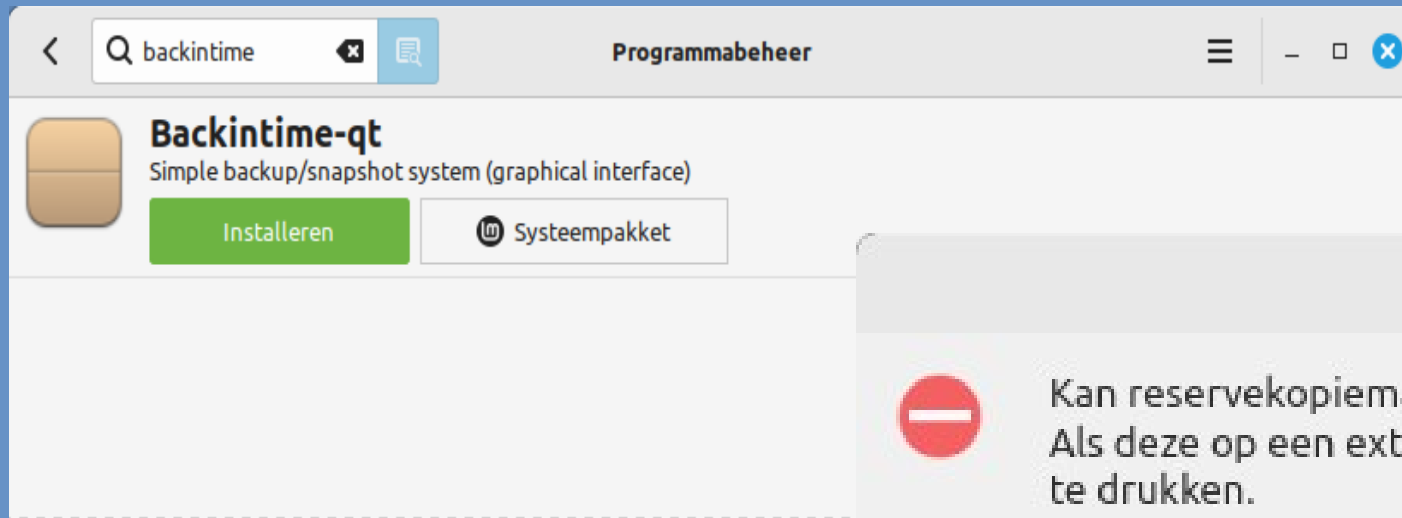 backintime
Programmabeheer
Backintime-qt
Simple backup/snapshot system (graphical interface)
Installeren
Systeempakket
Kan reservekopiem
Als deze op een ext
te drukken.